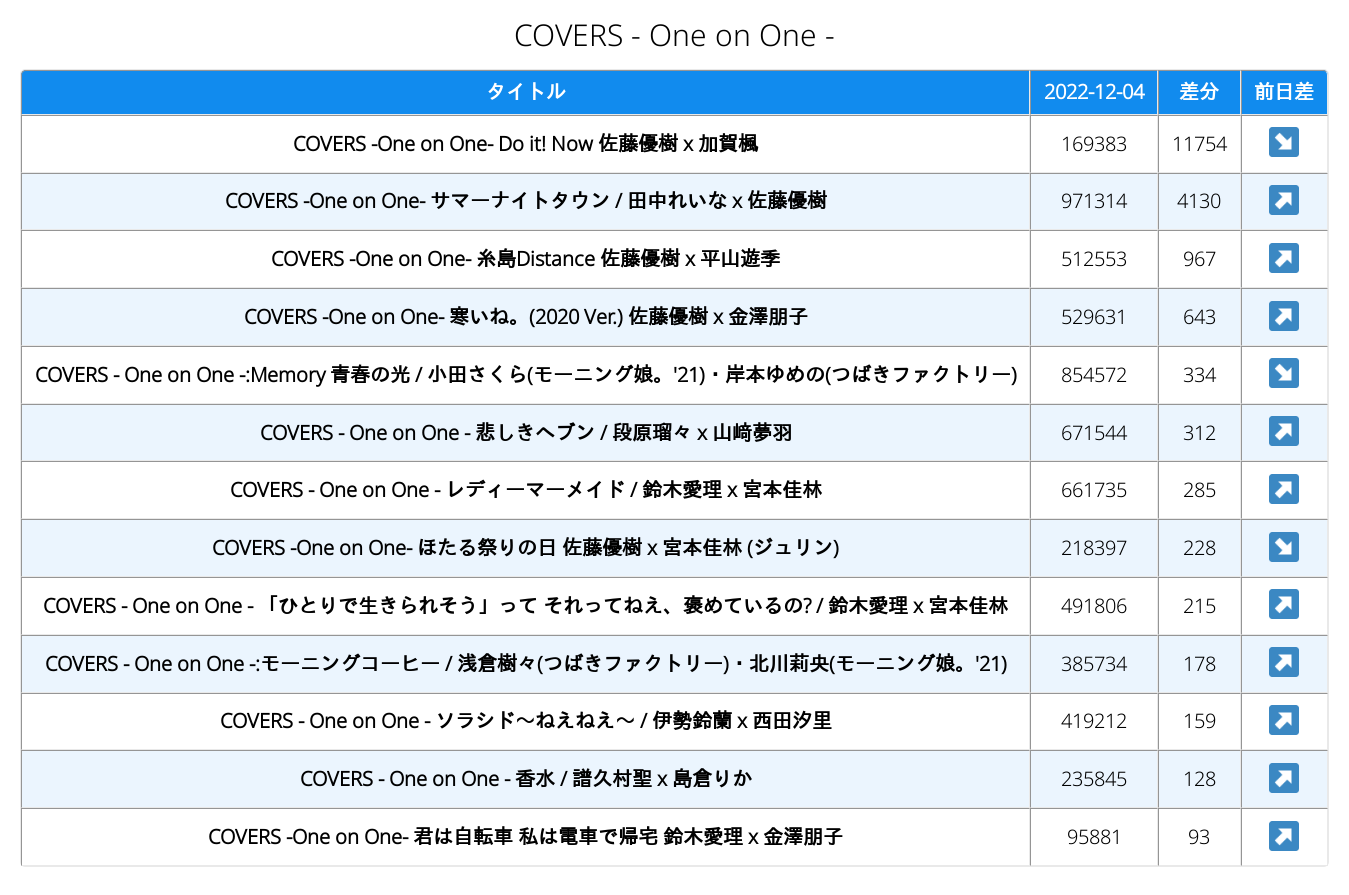 COVERS - One on One -
タイトル 2022-12-04 差分 前日差
COVERS -One on One- Do it! Now 佐藤優樹 x 加賀楓 169383 11754
COVERS -One on One- サマーナイトタウン / 田中れいな x 佐藤優樹 971314 4130
COVERS -One on One- 糸島Distance 佐藤優樹 x 平山遊季 512553 967
COVERS -One on One- 寒いね。(2020 Ver.) 佐藤優樹 x 金澤朋子 529631 643
COVERS - One on One -:Memory 青春の光 / 小田さくら(モーニング娘。'21)・岸本ゆめの(つばきファクトリー) 854572 334
COVERS - One on One - 悲しきヘブン / 段原瑠々 x 山﨑夢羽 671544 312
COVERS - One on One - レディーマーメイド / 鈴木愛理 x 宮本佳林 661735 285
COVERS -One on One- ほたる祭りの日 佐藤優樹 x 宮本佳林 (ジュリン) 218397 228
COVERS - One on One - 「ひとりで生きられそう」って それってねえ、褒めているの? / 鈴木愛理 x 宮本佳林 491806 215
COVERS - One on One -:モーニングコーヒー / 浅倉樹々(つばきファクトリー)・北川莉央(モーニング娘。'21) 385734 178
COVERS - One on One - ソラシド〜ねえねえ〜 / 伊勢鈴蘭 x 西田汐里 419212 159
COVERS - One on One - 香水 / 譜久村聖 x 島倉りか 235845 128
COVERS -One on One- 君は自転車 私は電車で帰宅 鈴木愛理 x 金澤朋子 95881 93